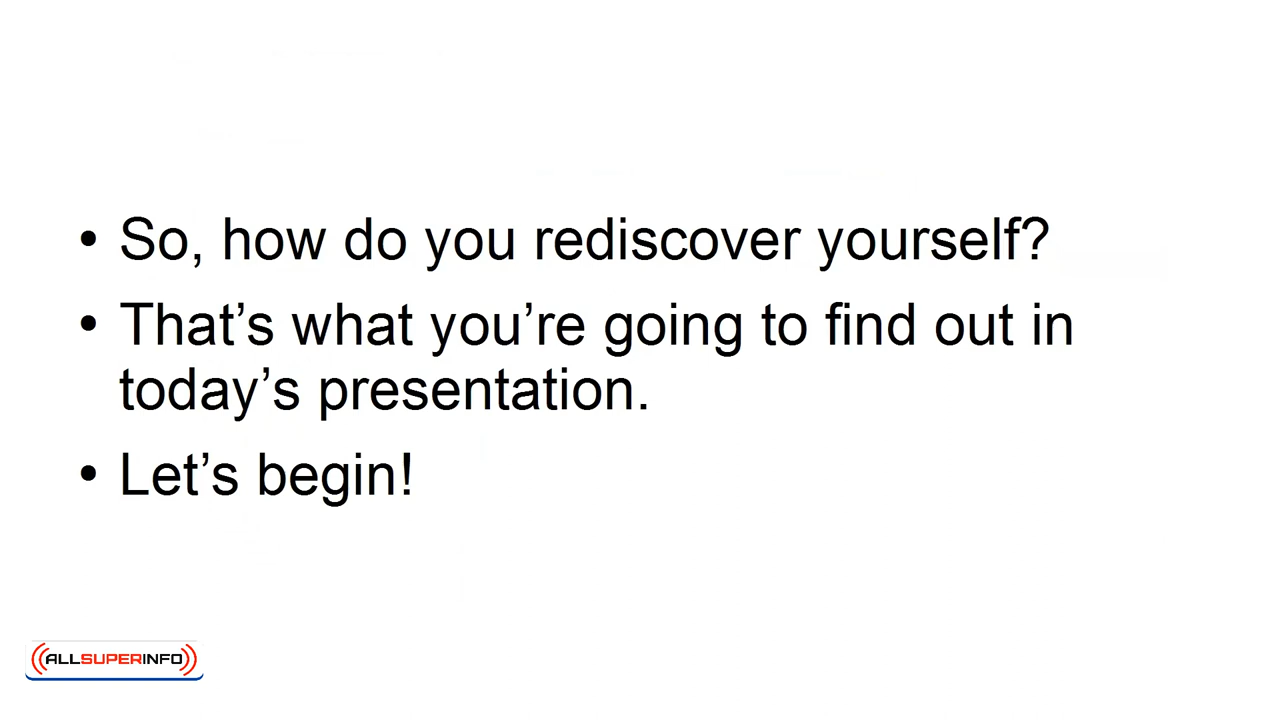 • So, how do you rediscover yourself?
• That’s what you’re going to find out in
today’s presentation.
• Let’s begin!
ALLSUPERINFO